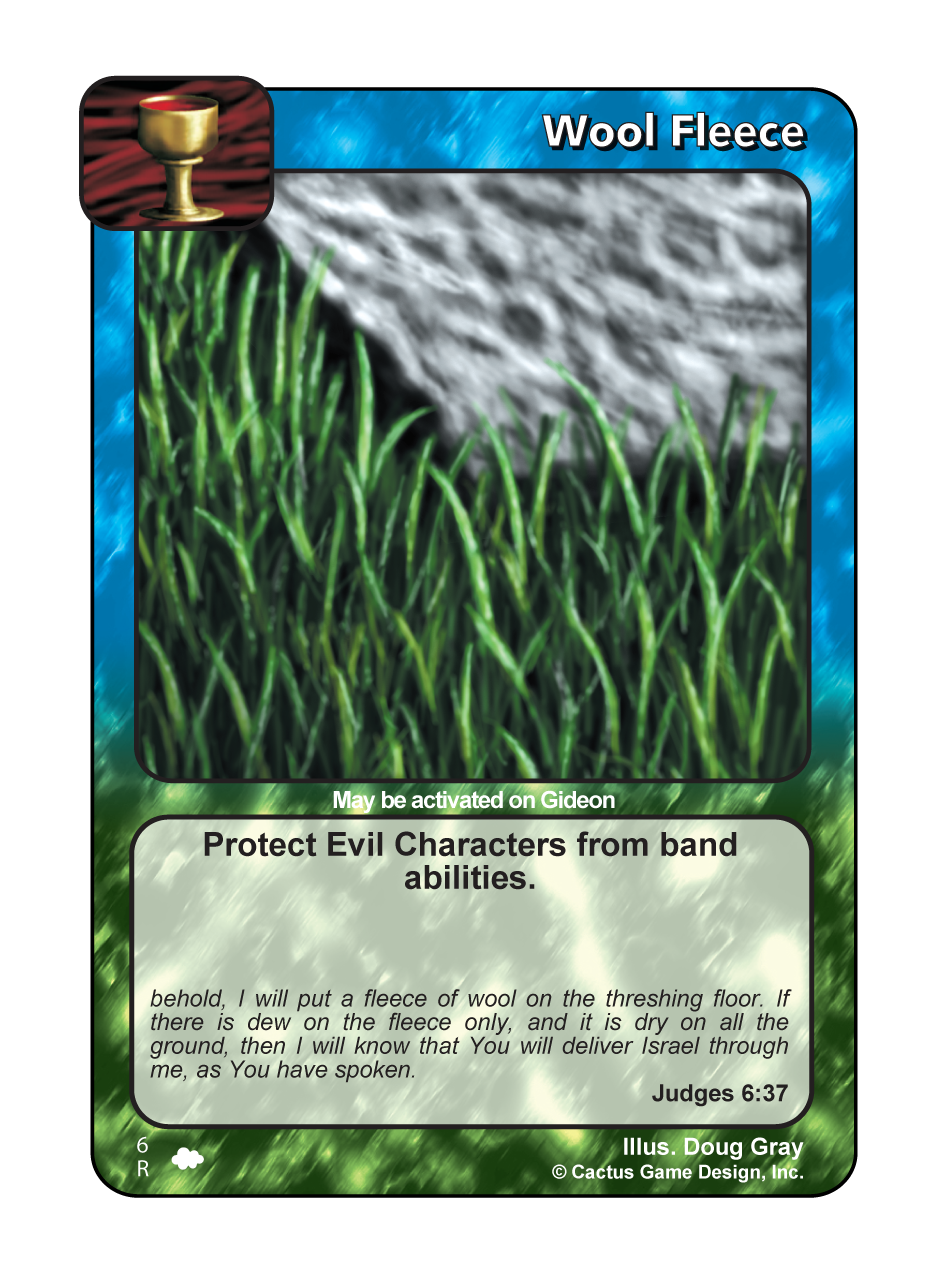 Wool Fleece
May be activated on Gideon
Protect Evil Characters from band
abilities.
behold, I will put a fleece of wool on the threshing floor. If
there is dew on the fleece only, and it is dry on all the
ground, then I will know that You will deliver Israel through
me, as You have spoken.
Judges 6:37
6
R
Illus. Doug Gray
© Cactus Game Design, Inc.